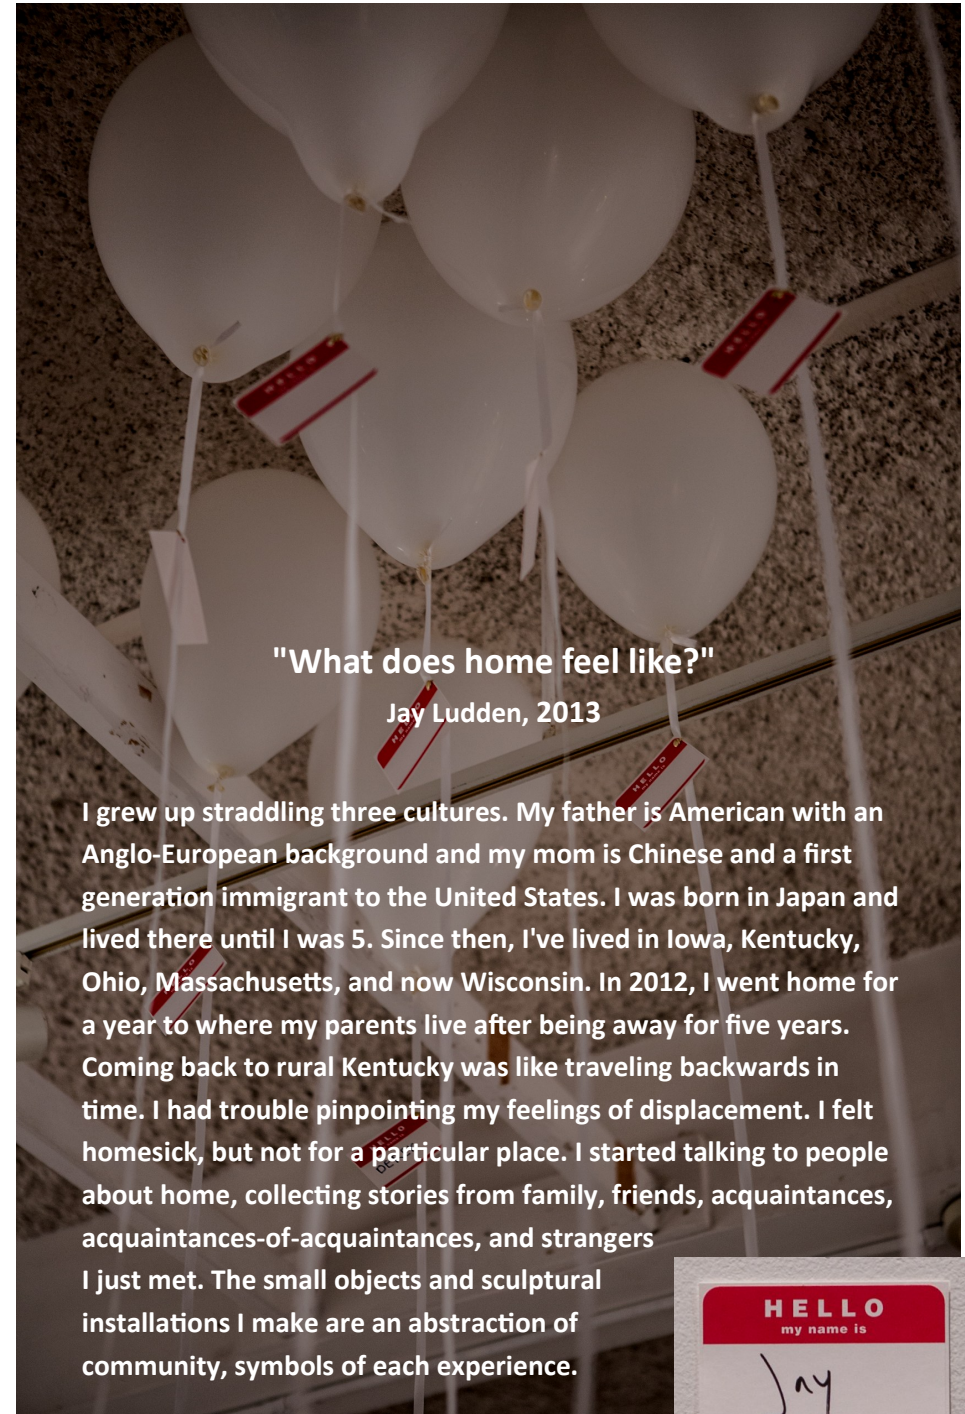 HELLO
HELLO
"What does home feel like?"
Jay Ludden, 2013
HELLO
HELLO
I grew up straddling three cultures. My father is American with an
Anglo-European background and my mom is Chinese and a first
generation immigrant to the United States. I was born in Japan and
lived there until I was 5. Since then, I've lived in Iowa, Kentucky,
Ohio, Massachusetts, and now Wisconsin. In 2012, I went home for
a year to where my parents live after being away for five years.
Coming back to rural Kentucky was like traveling backwards in
time. I had trouble pinpointing my feelings of displacement. I felt
homesick, but not for a particular place. I started talking to people
about home, collecting stories from family, friends, acquaintances,
acquaintances-of-acquaintances, and strangers
I just met. The small objects and sculptural
installations I make are an abstraction of
community, symbols of each experience.
HELLO
HELLO
my name is
Jay